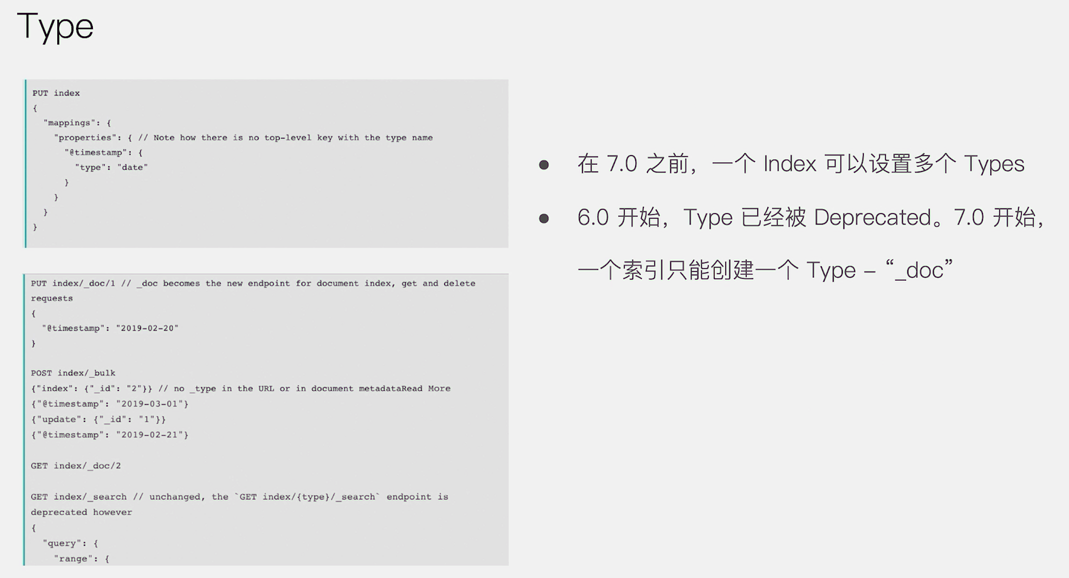 Type
PUT index
{
"mappings": {
"properties": { // Note how there is no top-level key with the type name
"@timestamp": {
"type": "date"
}
}
}
}
PUT index/_doc/1 // _doc becomes the new endpoint for document index, get and delete
requests
{
"@timestamp": "2019-02-20"
}
POST index/_bulk
{"index": {"_id": "2"}} // no _type in the URL or in document metadataRead More
{"@timestamp": "2019-03-01"}
{"update": {"_id": "1"}}
{"@timestamp": "2019-02-21"}
GET index/_doc/2
GET index/_search // unchanged, the `GET index/{type}/_search` endpoint is
deprecated however
{
"query": {
"range": {
● 在 7.0 之前，一个 Index 可以设置多个 Types
● 6.0 开始，Type 已经被 Deprecated。7.0 开始，
一个索引只能创建一个 Type – “_doc”